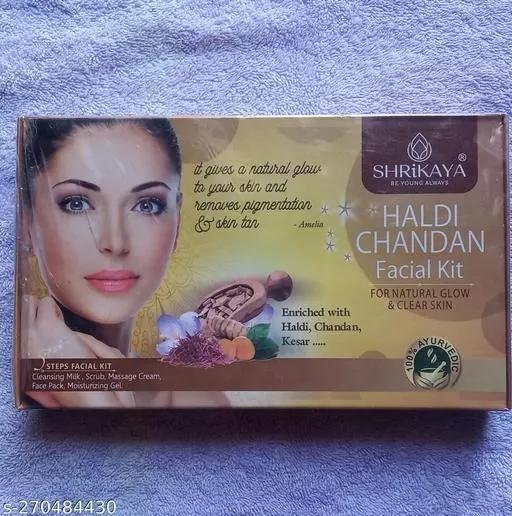 SHRiKAYA®
BE YOUNG ALWAYS
it gives a natural glow
to your skin and
removes pigmentation
& skin tan - Amelia
HALDI
CHANDAN
Facial Kit
FOR NATURAL GLOW
& CLEAR SKIN
Enriched with
Haldi, Chandan,
Kesar .....
100% AYURVEDIC
STEPS FACIAL KIT
Cleansing Milk , Scrub, Massage Cream,
Face Pack, Moisturizing Gel.
s-270484430